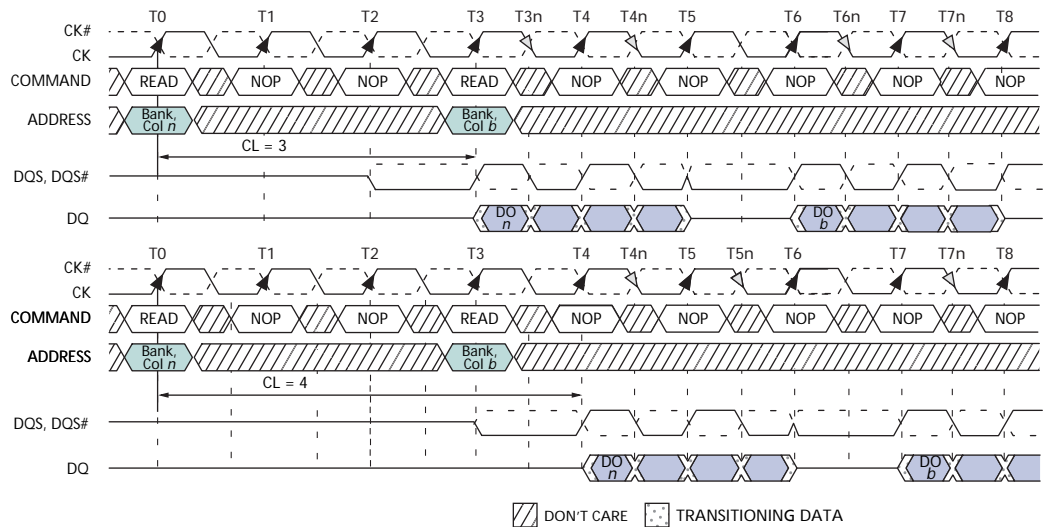 T0 T1 T2 T3 T3n T4 T4n T5 T6 T6n T7 T7n T8
CK#
CK
COMMAND READ NOP NOP READ NOP NOP NOP NOP NOP
ADDRESS Bank, Col n Bank, Col b
CL = 3
DQS, DQS#
DQ DO n DO b
T0 T1 T2 T3 T4 T4n T5 T5n T6 T7 T7n T8
CK#
CK
COMMAND READ NOP NOP READ NOP NOP NOP NOP NOP
ADDRESS Bank, Col n Bank, Col b
CL = 4
DQS, DQS#
DQ DO n DO b
DON'T CARE TRANSITIONING DATA